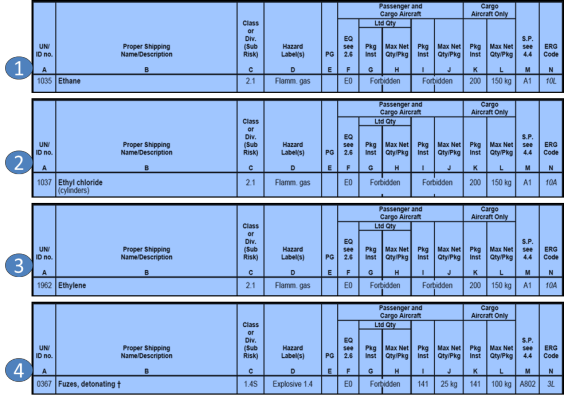 Passenger and Cargo
Cargo Aircraft Aircraft Only
Class Ltd Qty
or
Div. EQ S.P.
UN/ Proper Shipping (Sub Hazard see Pkg Max Net Pkg Max Net Pkg Max Net see ERG
ID no. Name/Description Risk) Label(s) PG 2.6 Inst Qty/Pkg Inst Qty/Pkg Inst Qty/Pkg 4.4 Code
1 A B C D E F G H I J K L M N
1035 Ethane 2.1 Flamm. gas E0 Forbidden Forbidden 200 150 kg A1 10L
Passenger and Cargo
Cargo Aircraft Aircraft Only
Class Ltd Qty
or
Div. EQ S.P.
UN/ Proper Shipping (Sub Hazard see Pkg Max Net Pkg Max Net Pkg Max Net see ERG
ID no. Name/Description Risk) Label(s) PG 2.6 Inst Qty/Pkg Inst Qty/Pkg Inst Qty/Pkg 4.4 Code
2 A B C D E F G H I J K L M N
1037 Ethyl chloride 2.1 Flamm. gas E0 Forbidden Forbidden 200 150 kg A1 10A
(cylinders)
Passenger and Cargo
Cargo Aircraft Aircraft Only
Class Ltd Qty
or
Div. EQ S.P.
UN/ Proper Shipping (Sub Hazard see Pkg Max Net Pkg Max Net Pkg Max Net see ERG
ID no. Name/Description Risk) Label(s) PG 2.6 Inst Qty/Pkg Inst Qty/Pkg Inst Qty/Pkg 4.4 Code
3 A B C D E F G H I J K L M N
1962 Ethylene 2.1 Flamm. gas E0 Forbidden Forbidden 200 150 kg A1 10A
Passenger and Cargo
Cargo Aircraft Aircraft Only
Class Ltd Qty
or
Div. EQ S.P.
UN/ Proper Shipping (Sub Hazard see Pkg Max Net Pkg Max Net Pkg Max Net see ERG
ID no. Name/Description Risk) Label(s) PG 2.6 Inst Qty/Pkg Inst Qty/Pkg Inst Qty/Pkg 4.4 Code
4 A B C D E F G H I J K L M N
0367 Fuzes, detonating † 1.4S Explosive 1.4 E0 Forbidden 141 25 kg 141 100 kg A802 3L